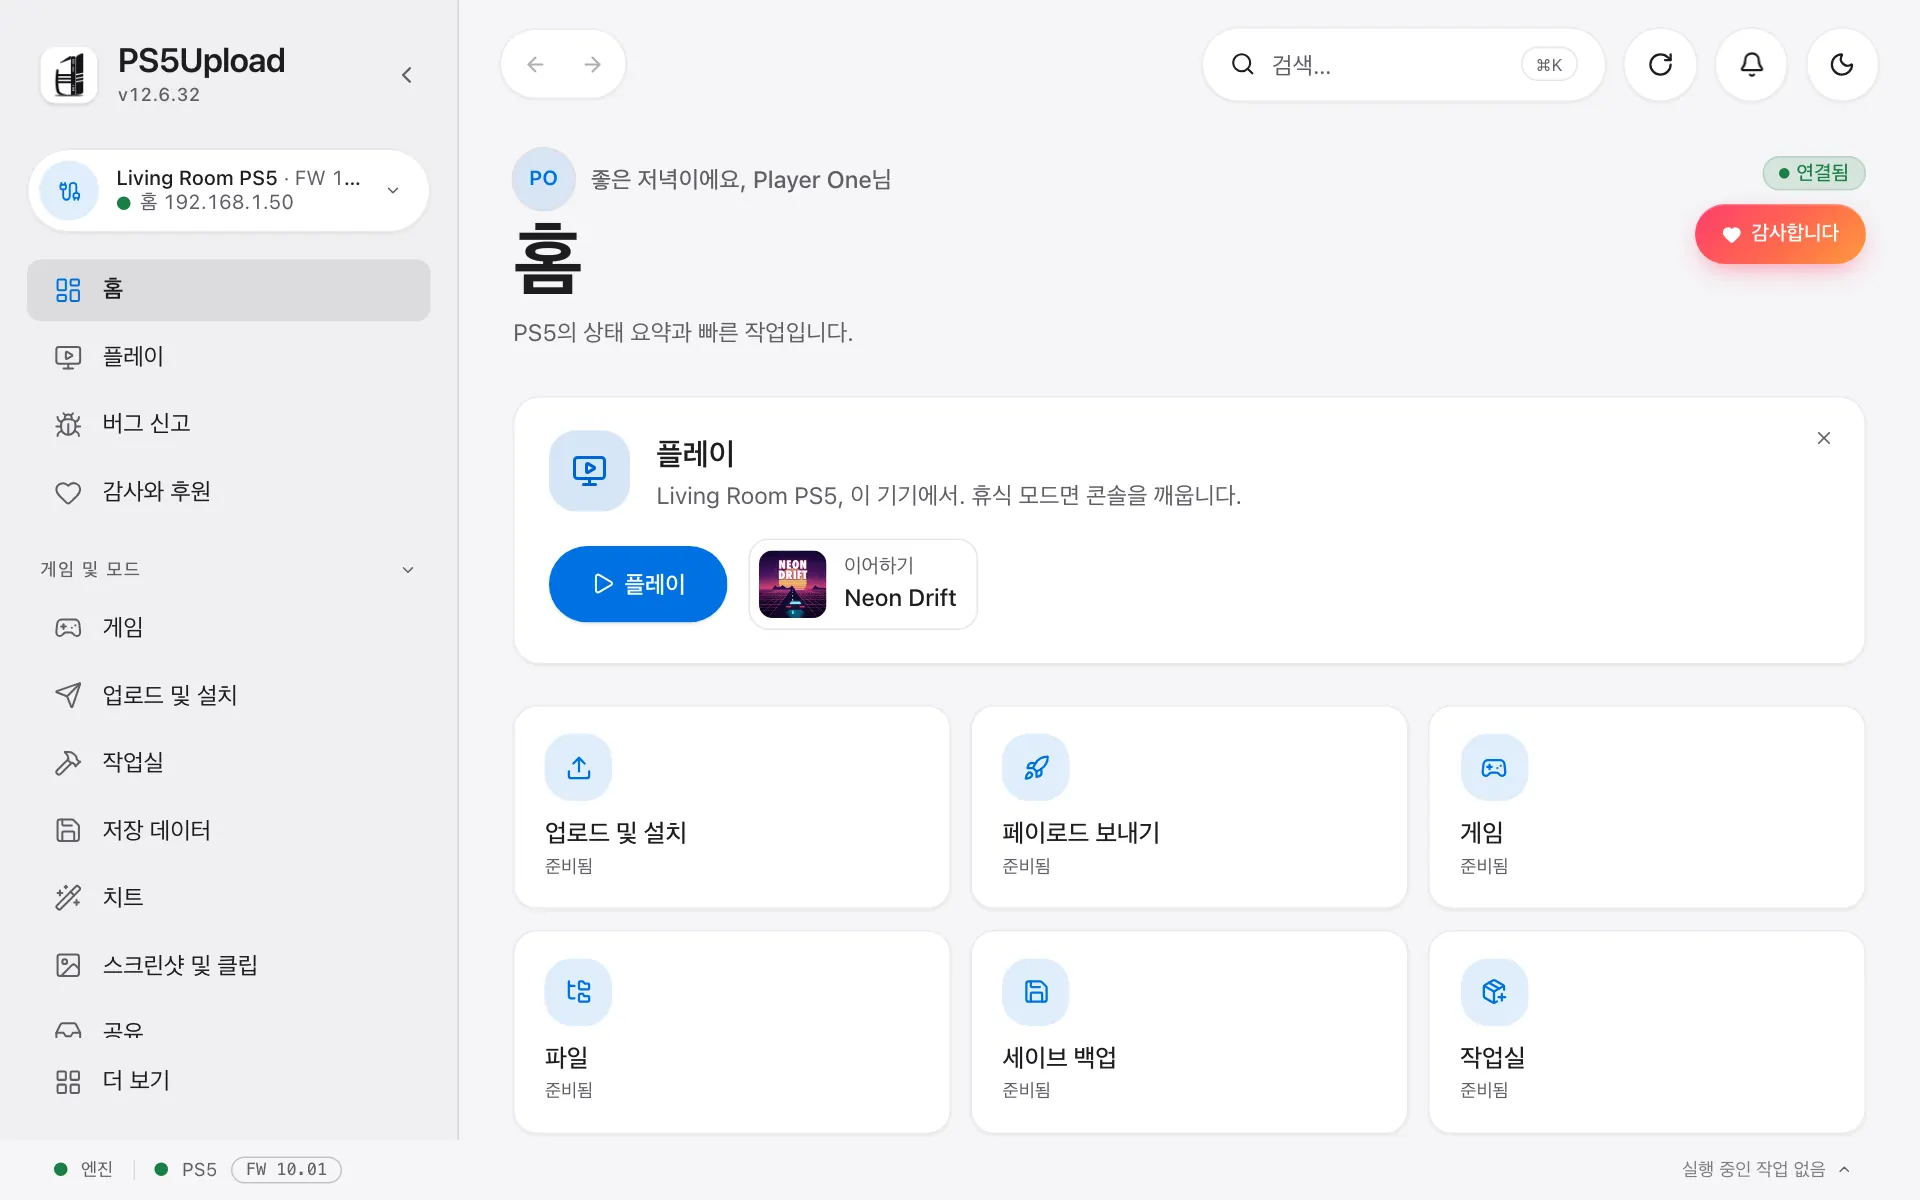 PS5Upload
v12.6.32
Living Room PS5 · FW 1...
홈 192.168.1.50
홈
플레이
버그 신고
감사와 후원
게임 및 모드
게임
업로드 및 설치
작업실
저장 데이터
치트
스크린샷 및 클립
공유
더 보기
검색...
⌘K
PO
좋은 저녁이에요, Player One님
연결됨
홈
감사합니다
PS5의 상태 요약과 빠른 작업입니다.
플레이
Living Room PS5, 이 기기에서. 휴식 모드면 콘솔을 깨웁니다.
플레이
NEON
DRIFT
이어하기
Neon Drift
업로드 및 설치
준비됨
페이로드 보내기
준비됨
게임
준비됨
파일
준비됨
세이브 백업
준비됨
작업실
준비됨
엔진
PS5
FW 10.01
실행 중인 작업 없음